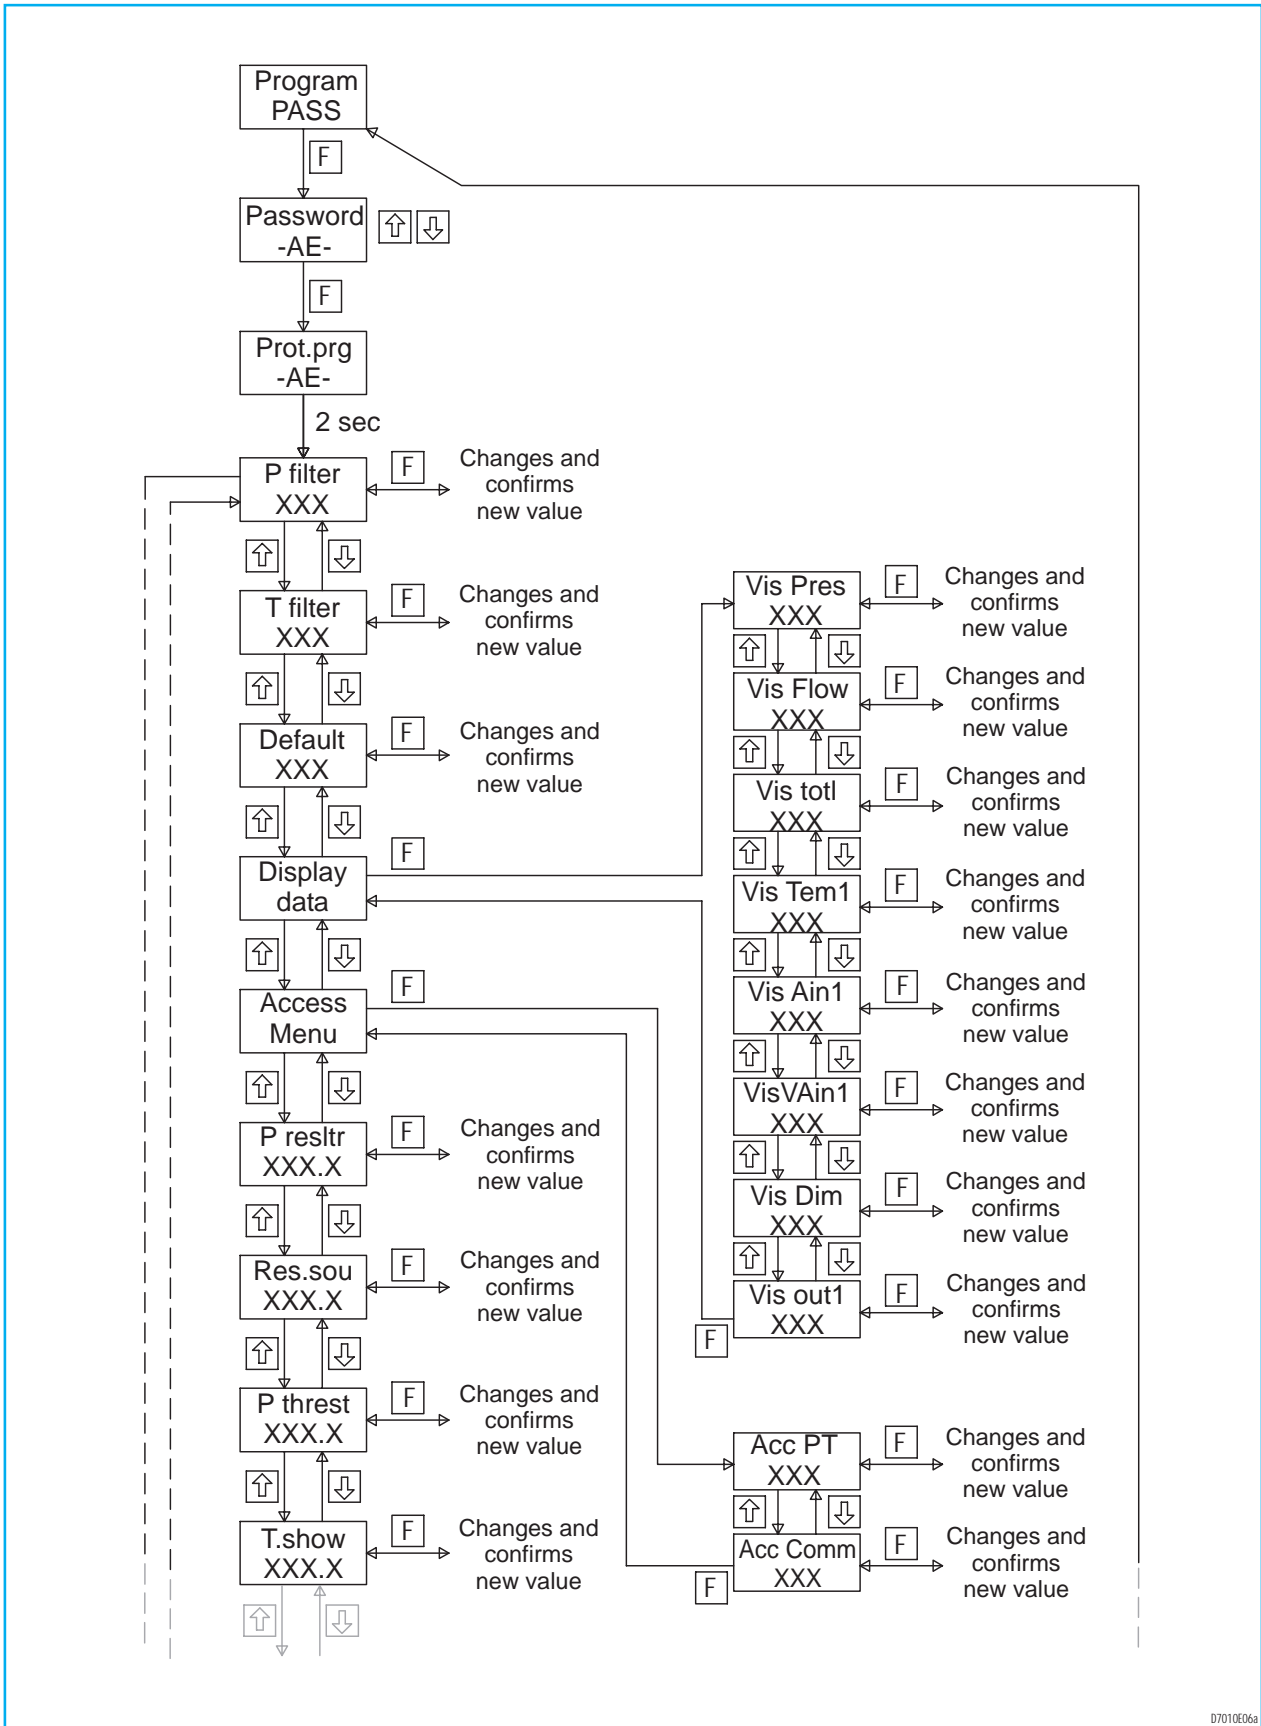 Program
PASS
F
Password
-AE-
F
Prot.prg
-AE-
2 sec
P filter
XXX
F
Changes and
confirms
new value
T filter
XXX
F
Changes and
confirms
new value
Default
XXX
F
Changes and
confirms
new value
Display
data
F
Access
Menu
F
P resltr
XXX.X
F
Changes and
confirms
new value
Res.sou
XXX.X
F
Changes and
confirms
new value
P threst
XXX.X
F
Changes and
confirms
new value
T.show
XXX.X
F
Changes and
confirms
new value
Vis Pres
XXX
F
Changes and
confirms
new value
Vis Flow
XXX
F
Changes and
confirms
new value
Vis totl
XXX
F
Changes and
confirms
new value
Vis Tem1
XXX
F
Changes and
confirms
new value
Vis Ain1
XXX
F
Changes and
confirms
new value
VisVAin1
XXX
F
Changes and
confirms
new value
Vis Dim
XXX
F
Changes and
confirms
new value
Vis out1
XXX
F
Changes and
confirms
new value
F
Acc PT
XXX
F
Changes and
confirms
new value
Acc Comm
XXX
F
Changes and
confirms
new value
F
D7010E06a